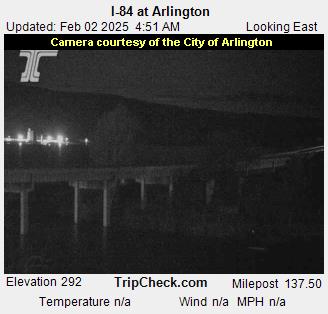 I-84 at Arlington
Updated: Feb 02 2025 4:51 AM Looking East
Camera courtesy of the City of Arlington
Elevation 292 TripCheck.com Milepost 137.50
Temperature n/a Wind n/a MPH n/a